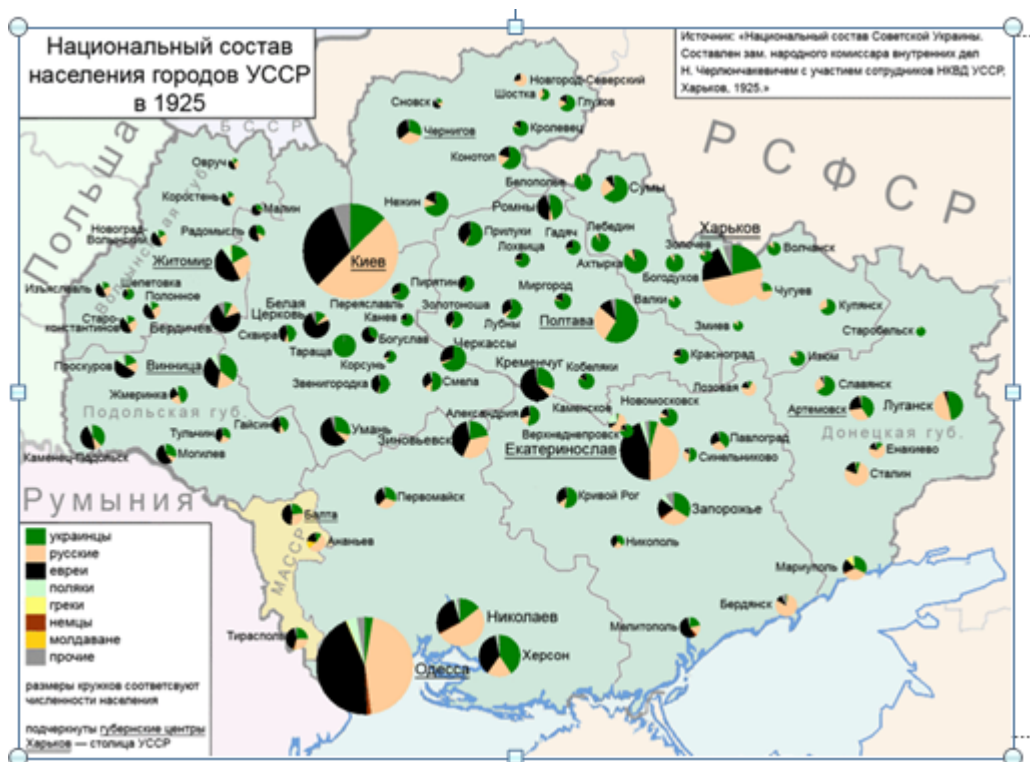 Национальный состав
населения городов УССР
в 1925
Источник: «Национальный состав Советской Украины.
Составлен зам. народного комиссара внутренних дел
Н. Черлюнчакевичем с участием сотрудников НКВД УССР,
Харьков, 1925.»
Польша
БССР
РСФСР
Новгород-Северский
Шостка
Глухов
Сновск
Чернигов
Кролевец
Конотоп
Овруч
Белополье
Сумы
Коростень
Малин
Нежин
Ромны
Волынская губ.
Новоград-
Волынский
Радомысль
Прилуки
Гадяч
Лебедин
Харьков
Лохвица
Золочев
Волчанск
Житомир
Киев
Ахтырка
Богодухов
Изъяславль
Шепетовка
Полонное
Пирятин
Миргород
Чугуев
Переяславль
Золотоноша
Валки
Купянск
Старо-
константинов
Бердичев
Белая
Церковь
Канев
Лубны
Полтава
Змиев
Старобельск
Сквира
Богуслав
Тараща
Корсунь
Черкассы
Красноград
Изюм
Проскуров
Винница
Кременчуг
Кобеляки
Звенигородка
Смела
Лозовая
Славянск
Жмеринка
Новомосковск
Каменское
Артемовск
Луганск
Подольская губ.
Александрия
Гайсин
Тульчин
Умань
Зиновьевск
Верхнеднепровск
Павлоград
Донецкая губ.
Екатеринослав
Синельниково
Енакиево
Каменец-Подольск
Могилев
Сталин
Румыния
Первомайск
Кривой Рог
Запорожье
Балта
Ананьев
Никополь
МАССР
Мариуполь
Бердянск
Николаев
Мелитополь
Тирасполь
Херсон
Одесса
украинцы
русские
евреи
поляки
греки
немцы
молдаване
прочие
размеры кружков соответсвуют
численности населения
подчеркнуты губернские центры
Харьков — столица УССР